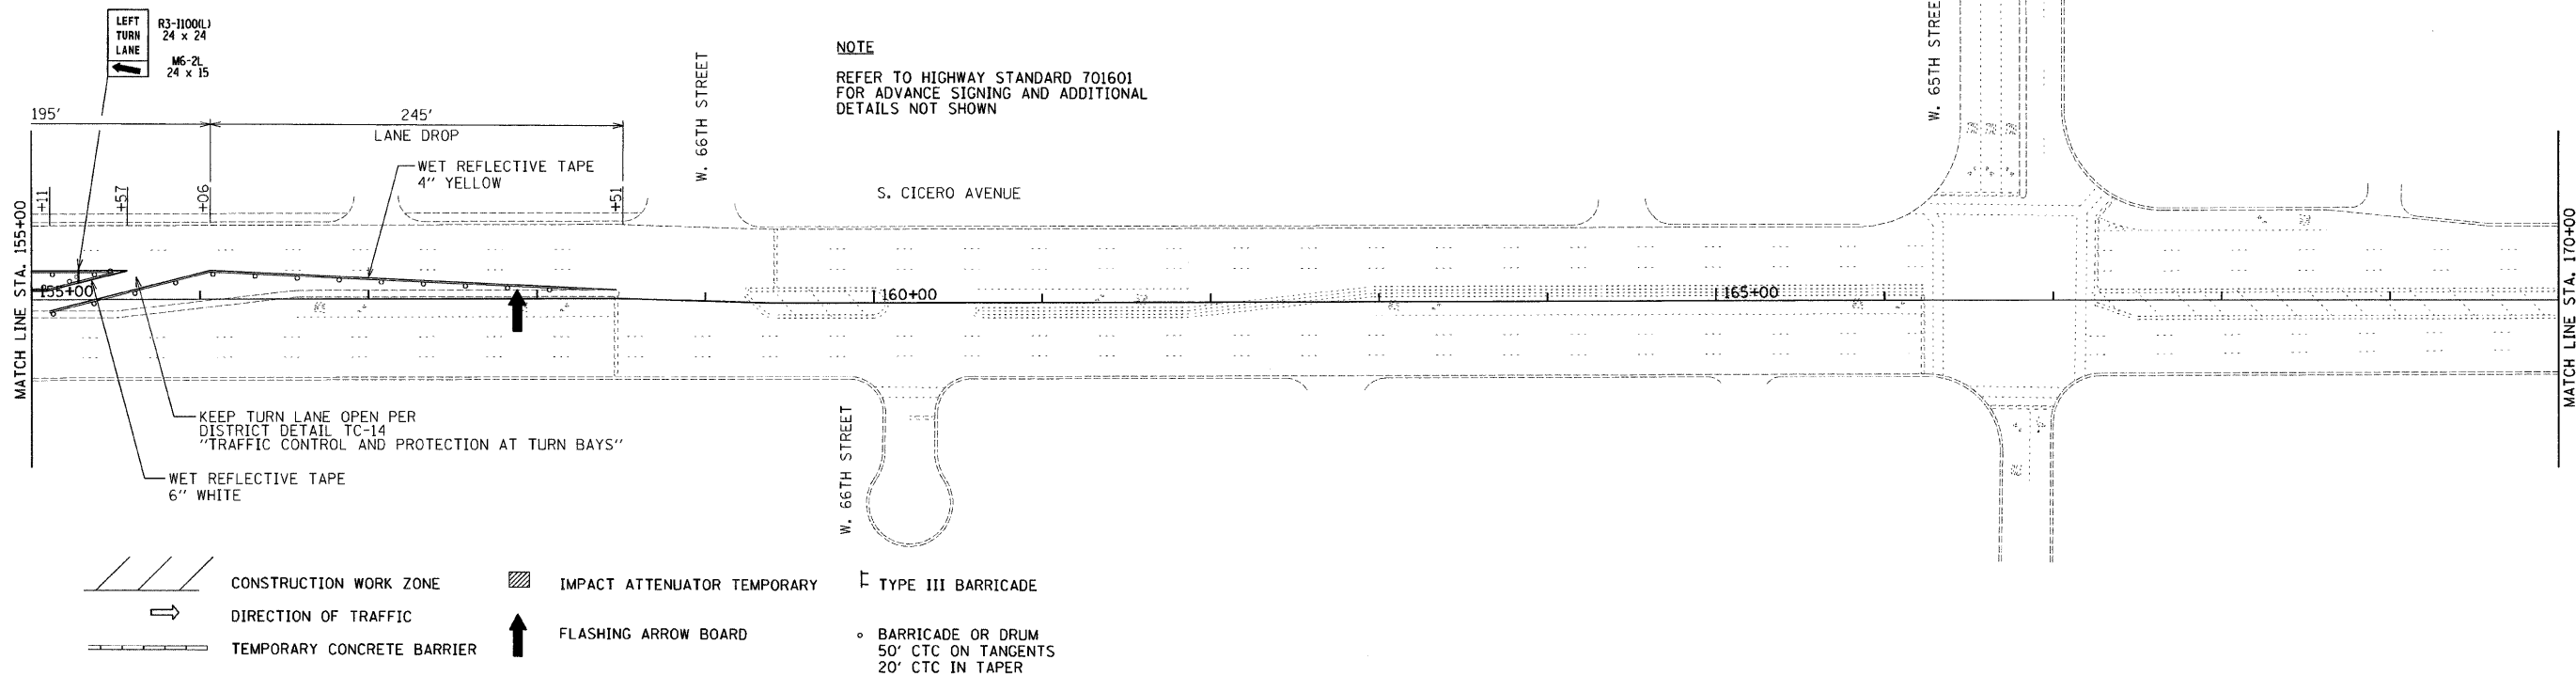 LEFT
TURN
LANE
R3-I100(L)
24 x 24
M6-2L
24 x 15
195'
245'
LANE DROP
+11
+57
+06
+51
WET REFLECTIVE TAPE
4" YELLOW
W. 66TH STREET
NOTE
REFER TO HIGHWAY STANDARD 701601
FOR ADVANCE SIGNING AND ADDITIONAL
DETAILS NOT SHOWN
S. CICERO AVENUE
W. 65TH STREE
MATCH LINE STA. 155+00
155+00
160+00
165+00
MATCH LINE STA. 170+00
KEEP TURN LANE OPEN PER
DISTRICT DETAIL TC-14
"TRAFFIC CONTROL AND PROTECTION AT TURN BAYS"
WET REFLECTIVE TAPE
6" WHITE
W. 66TH STREET
CONSTRUCTION WORK ZONE
DIRECTION OF TRAFFIC
TEMPORARY CONCRETE BARRIER
IMPACT ATTENUATOR TEMPORARY
FLASHING ARROW BOARD
TYPE III BARRICADE
BARRICADE OR DRUM
50' CTC ON TANGENTS
20' CTC IN TAPER